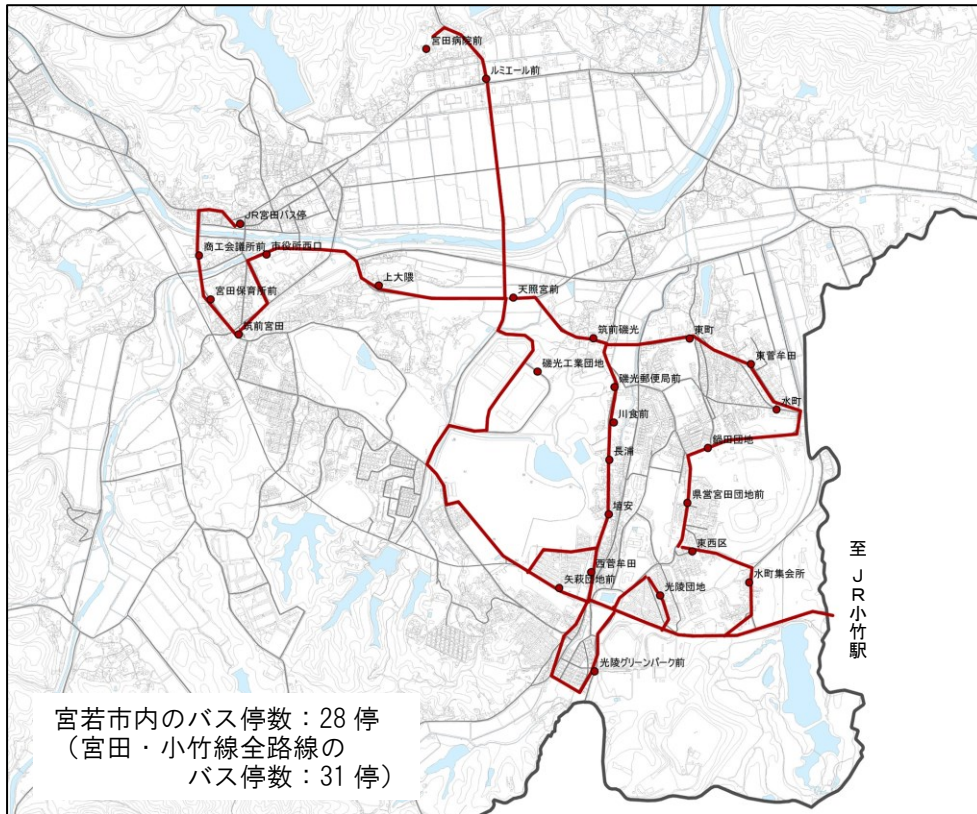 宮田病院前
ルミエール前
JR宮田バス停
商工会議所前
市役所西口
宮田保育所前
上大隈
天照宮前
筑前宮田
筑前磯光
東町
磯光工業団地
東菅牟田
磯光郵便局前
水町
川食前
鍋田団地
長浦
県営宮田団地前
埴安
東西区
西菅牟田
矢萩団地前
光陵団地
水町集会所
光陵グリーンパーク前
至 JR小竹駅
宮若市内のバス停数：28 停
（宮田・小竹線全路線の
バス停数：31 停）